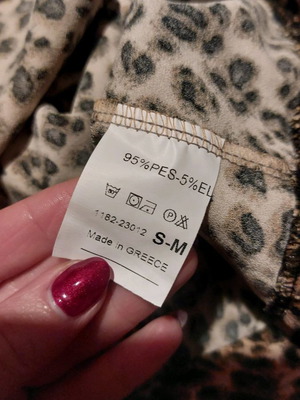 95%PES-5%EL
1182-23012 S-M
Made in GREECE